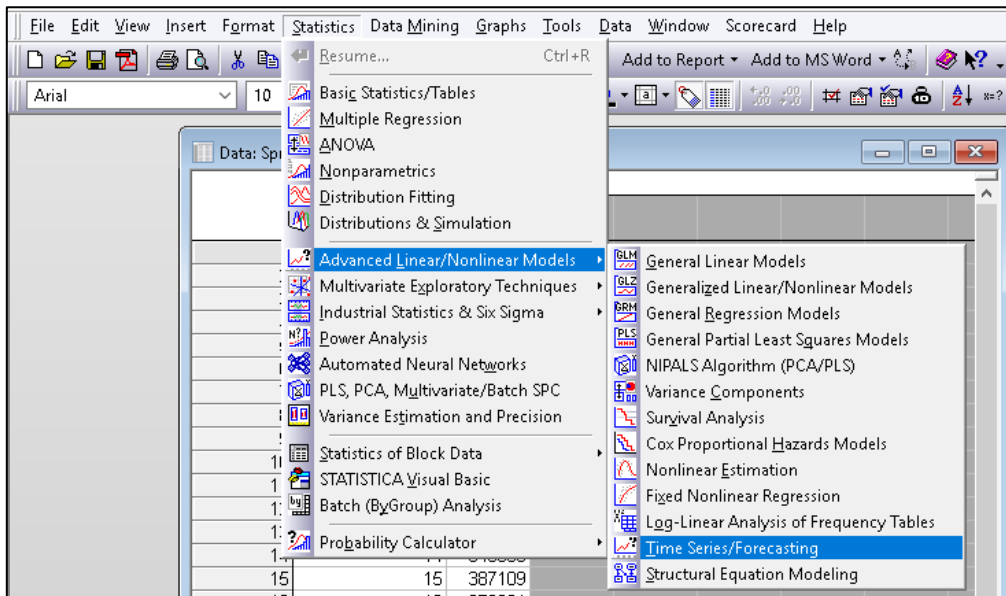 File Edit View Insert Format Statistics Data Mining Graphs Tools Data Window Scorecard Help
Add to Report Add to MS Word
Arial 10
Resume... Ctrl+R
Basic Statistics/Tables
Multiple Regression
ANOVA
Nonparametrics
Distribution Fitting
Distributions & Simulation
Advanced Linear/Nonlinear Models
Multivariate Exploratory Techniques
Industrial Statistics & Six Sigma
Power Analysis
Automated Neural Networks
PLS, PCA, Multivariate/Batch SPC
Variance Estimation and Precision
Statistics of Block Data
STATISTICA Visual Basic
Batch (ByGroup) Analysis
Probability Calculator
General Linear Models
Generalized Linear/Nonlinear Models
General Regression Models
General Partial Least Squares Models
NIPALS Algorithm (PCA/PLS)
Variance Components
Survival Analysis
Cox Proportional Hazards Models
Nonlinear Estimation
Fixed Nonlinear Regression
Log-Linear Analysis of Frequency Tables
Time Series/Forecasting
Structural Equation Modeling
Data: Sp
15 15 387109